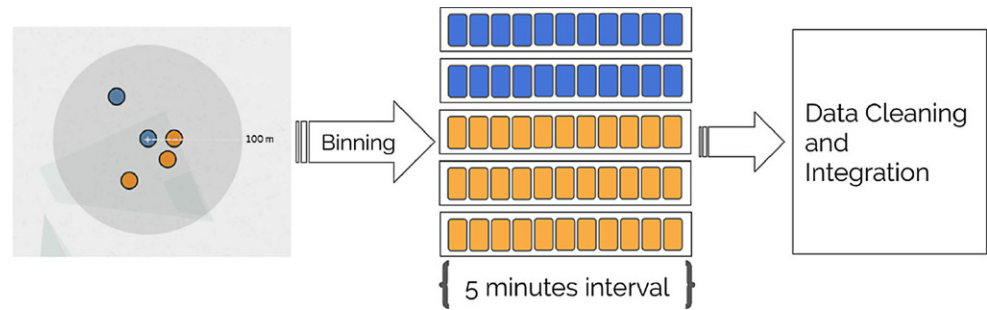 100 m
Binning
5 minutes interval
Data Cleaning
and
Integration